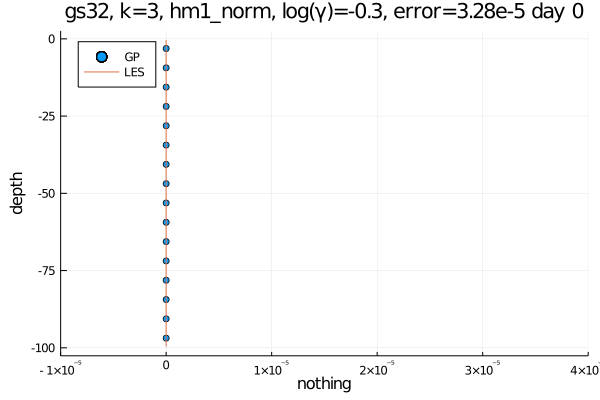 gs32, k=3, hm1_norm, log(γ)=-0.3, error=3.28e-5 day 0
GP
LES
0
-25
-50
-75
-100
depth
-1×10⁻⁵
0
1×10⁻⁵
2×10⁻⁵
3×10⁻⁵
4×10
nothing